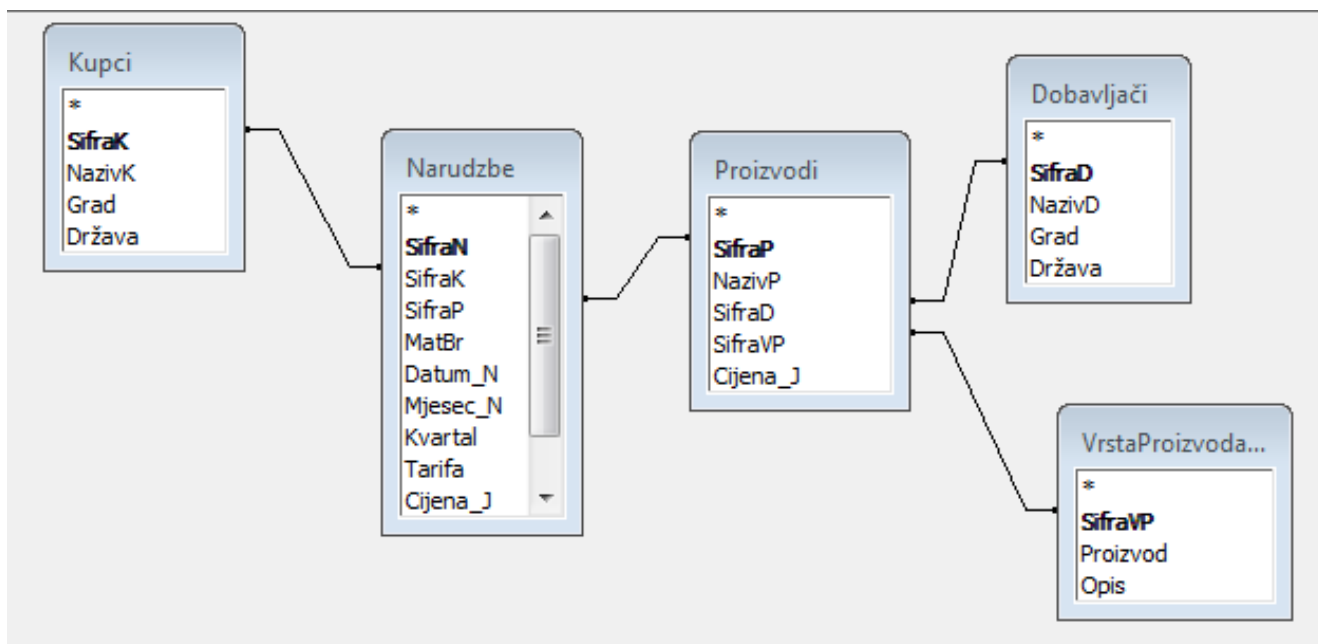 Kupci
*
SifraK
NazivK
Grad
Država
Narudzbe
*
SifraN
SifraK
SifraP
MatBr
Datum_N
Mjesec_N
Kvartal
Tarifa
Cijena_J
Proizvodi
*
SifraP
NazivP
SifraD
SifraVP
Cijena_J
Dobavljači
*
SifraD
NazivD
Grad
Država
VrstaProizvoda...
*
SifraVP
Proizvod
Opis